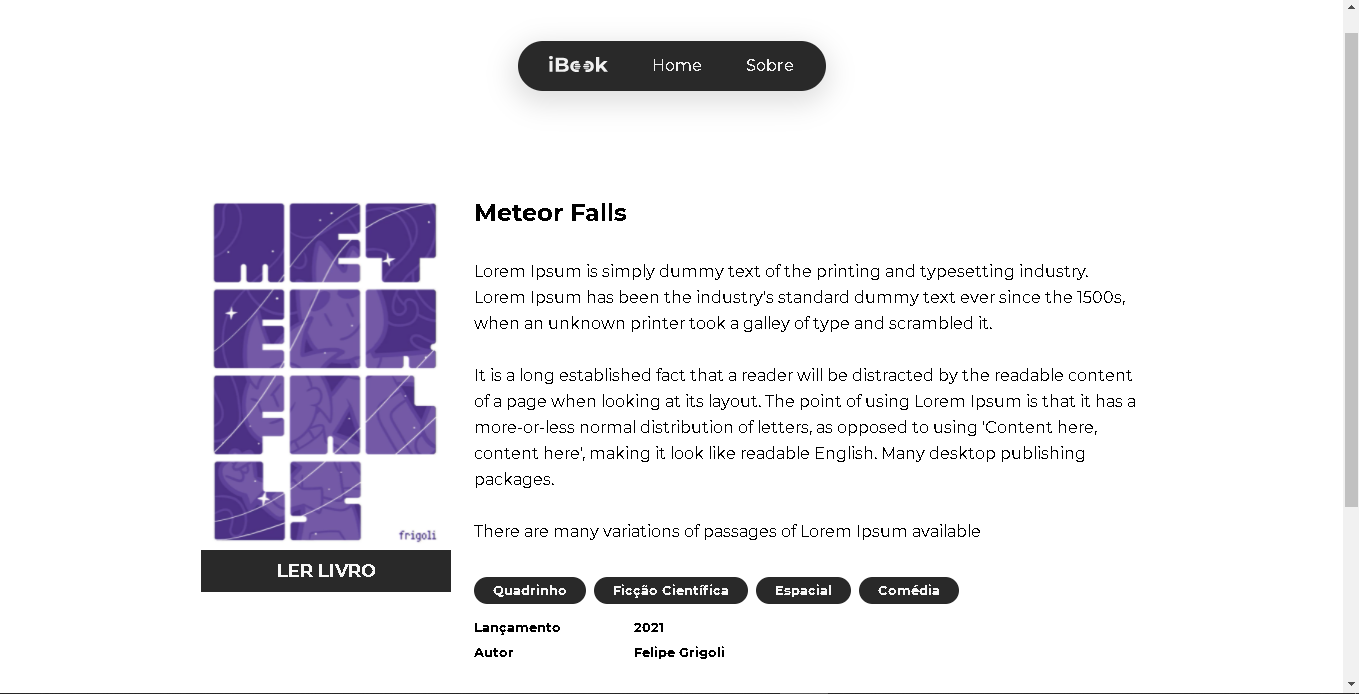 iBook
Home
Sobre
MET
EOR
FAL
LS
frigoli
LER LIVRO
Meteor Falls
Lorem Ipsum is simply dummy text of the printing and typesetting industry.
Lorem Ipsum has been the industry's standard dummy text ever since the 1500s,
when an unknown printer took a galley of type and scrambled it.
It is a long established fact that a reader will be distracted by the readable content
of a page when looking at its layout. The point of using Lorem Ipsum is that it has a
more-or-less normal distribution of letters, as opposed to using 'Content here,
content here', making it look like readable English. Many desktop publishing
packages.
There are many variations of passages of Lorem Ipsum available
Quadrinho
Ficção Científica
Espacial
Comédia
Lançamento 2021
Autor Felipe Grigoli